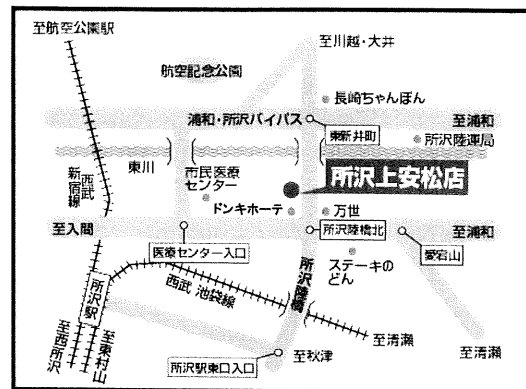 至航空公園駅
至川越・大井
航空記念公園
長崎ちゃんぽん
浦和・所沢バイパス
至浦和
東新井町
所沢陸運局
東川
西武
新宿線
市民医療
センター
所沢上安松店
ドンキホーテ
万世
至入間
所沢陸橋北
至浦和
医療センター入口
愛宕山
ステーキの
どん
所沢陸橋
西武 池袋線
所沢駅
至西所沢
至東村山
至清瀬
至清瀬
所沢駅東口入口
至秋津